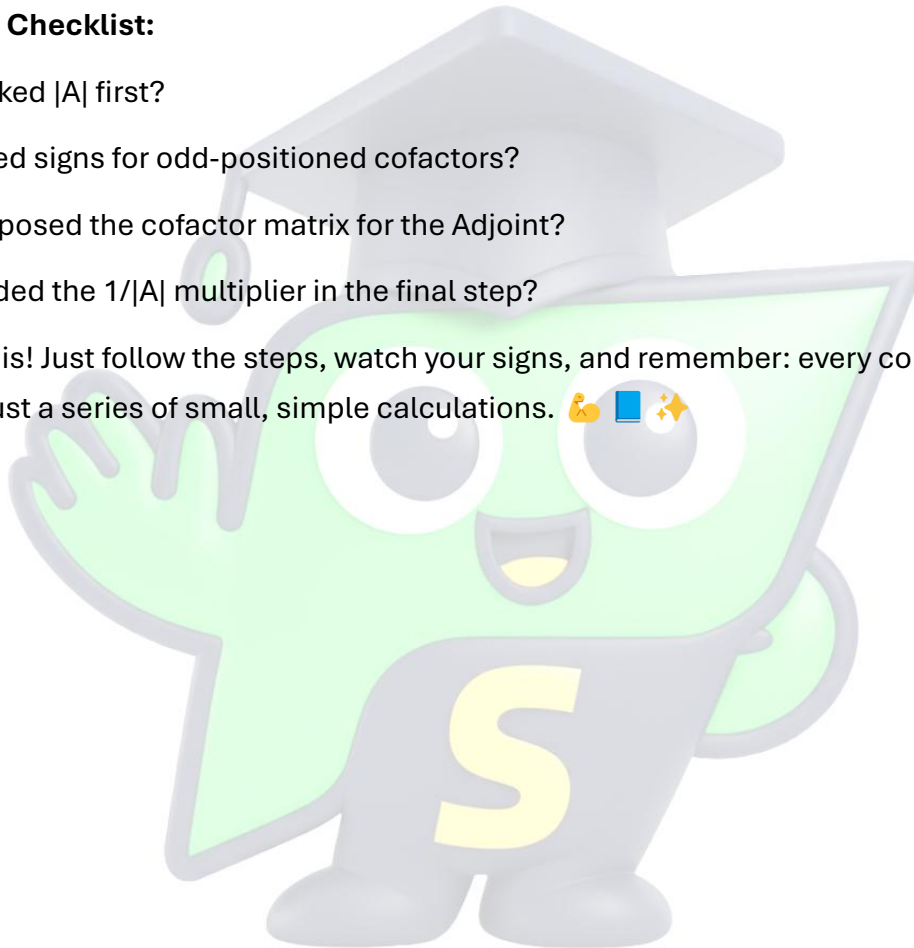 Checklist:
ked |A| first?
ed signs for odd-positioned cofactors?
posed the cofactor matrix for the Adjoint?
ded the 1/|A| multiplier in the final step?
is! Just follow the steps, watch your signs, and remember: every co
ust a series of small, simple calculations. 💪 📘 ✨
S